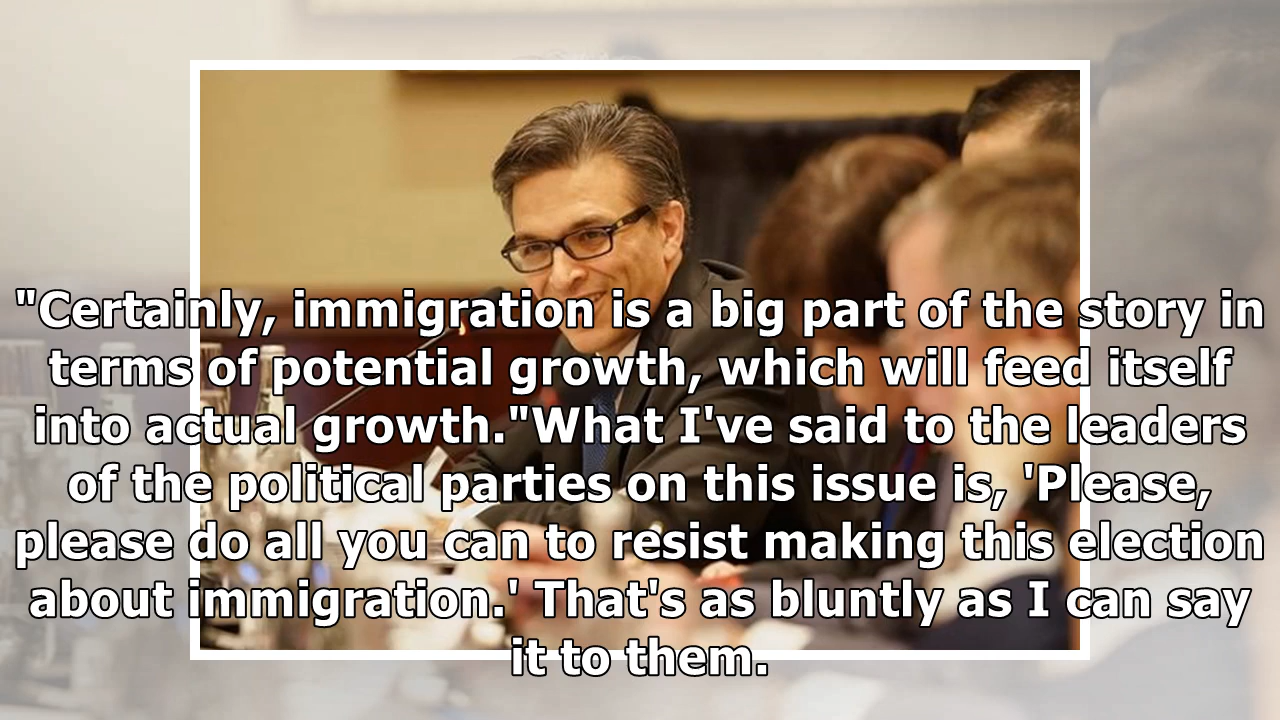 "Certainly, immigration is a big part of the story in
terms of potential growth, which will feed itself
into actual growth."What I've said to the leaders
of the political parties on this issue is, 'Please,
please do all you can to resist making this election
about immigration.' That's as bluntly as I can say
it to them.